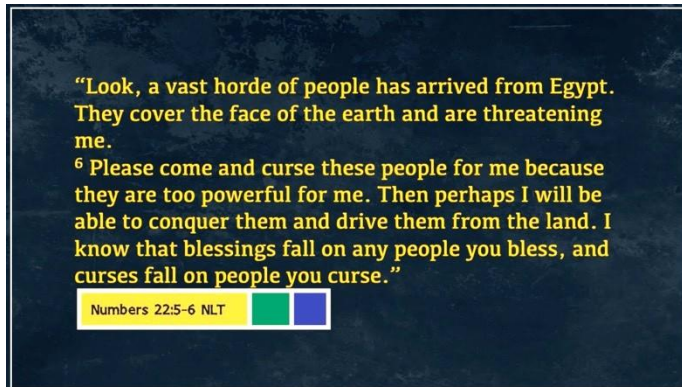 “Look, a vast horde of people has arrived from Egypt.
They cover the face of the earth and are threatening
me.
⁶ Please come and curse these people for me because
they are too powerful for me. Then perhaps I will be
able to conquer them and drive them from the land. I
know that blessings fall on any people you bless, and
curses fall on people you curse.”
Numbers 22:5-6 NLT